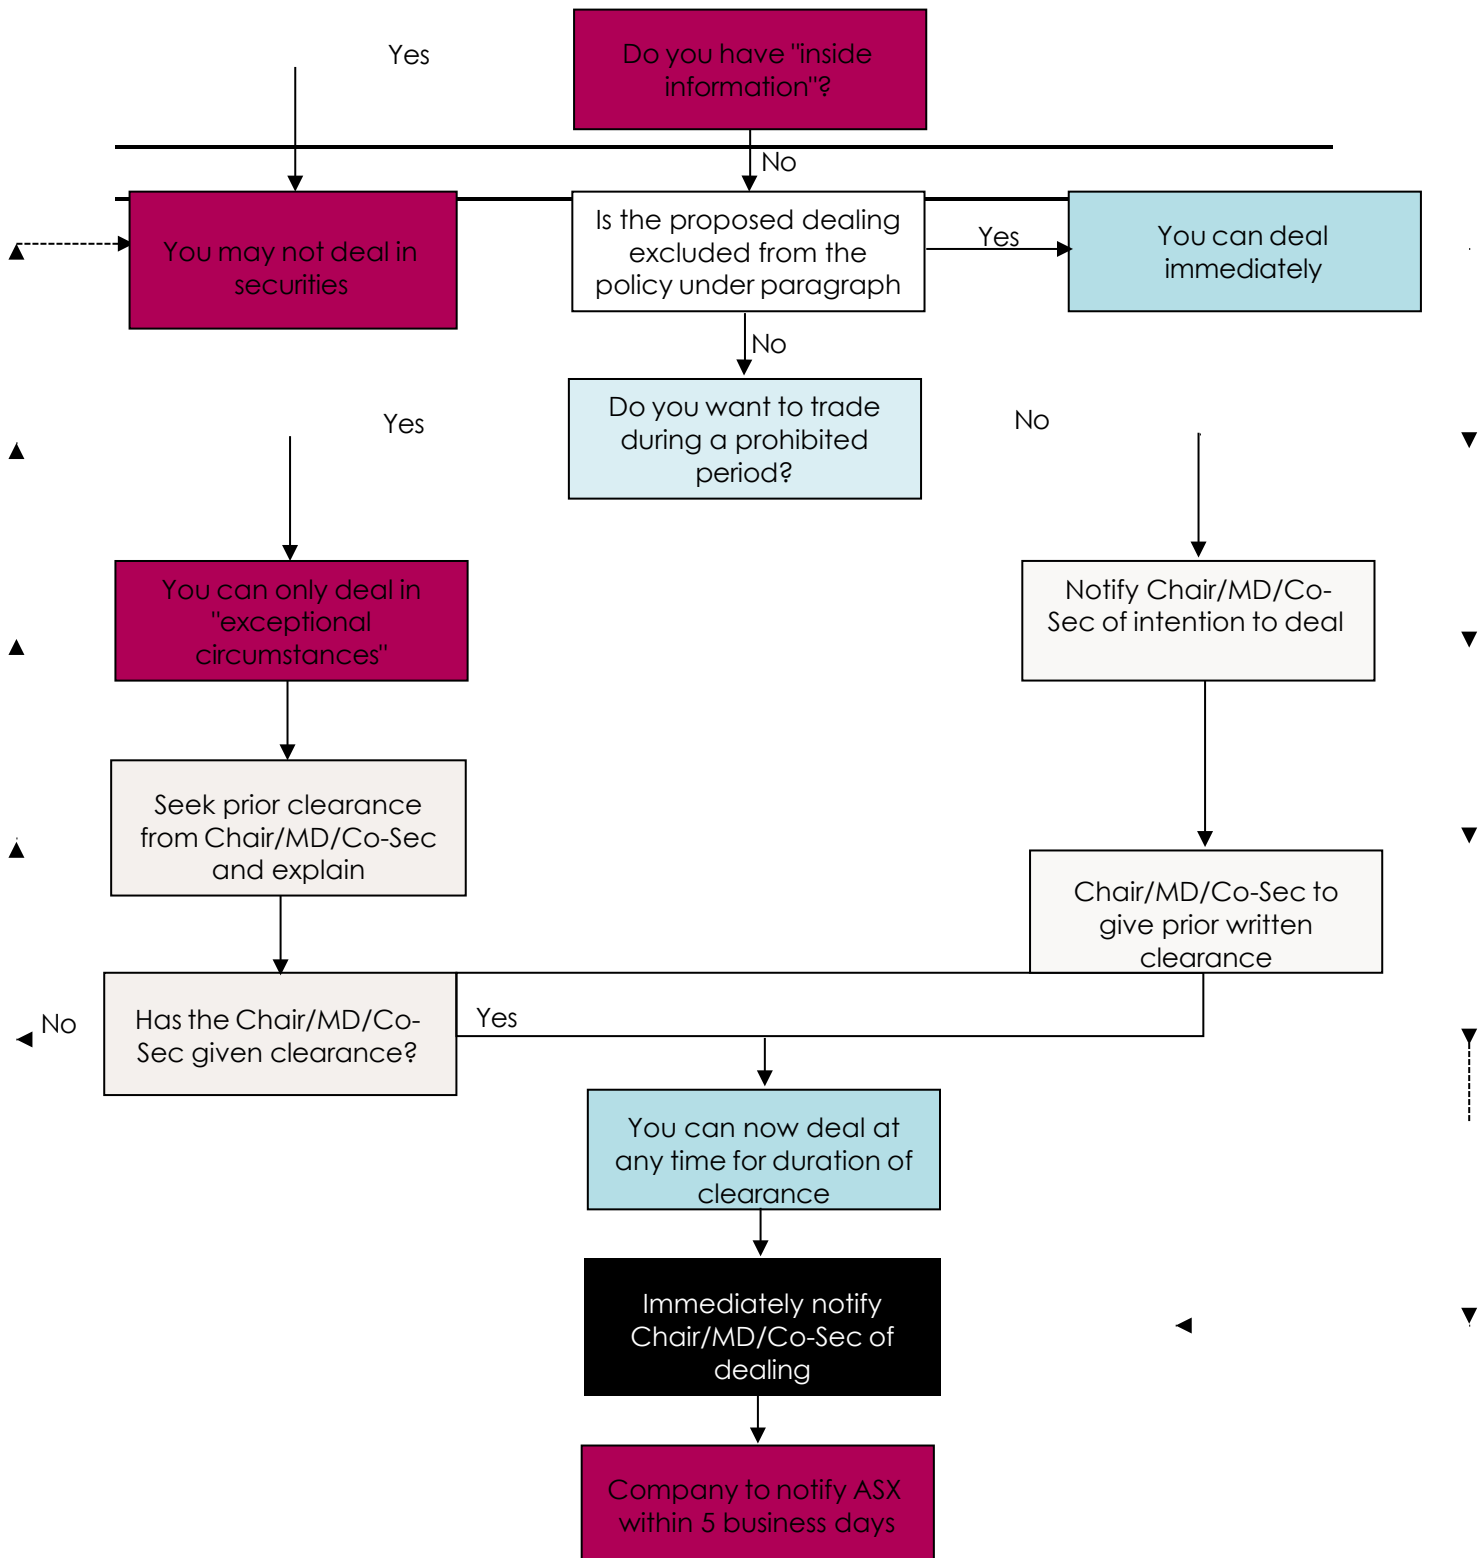 Yes
Do you have "inside
information"?
No
You may not deal in
securities
Is the proposed dealing
excluded from the
policy under paragraph
Yes
You can deal
immediately
No
Yes
Do you want to trade
during a prohibited
period?
No
You can only deal in
"exceptional
circumstances"
Notify Chair/MD/Co-
Sec of intention to deal
Seek prior clearance
from Chair/MD/Co-Sec
and explain
Chair/MD/Co-Sec to
give prior written
clearance
No
Has the Chair/MD/Co-
Sec given clearance?
Yes
You can now deal at
any time for duration of
clearance
Immediately notify
Chair/MD/Co-Sec of
dealing
Company to notify ASX
within 5 business days